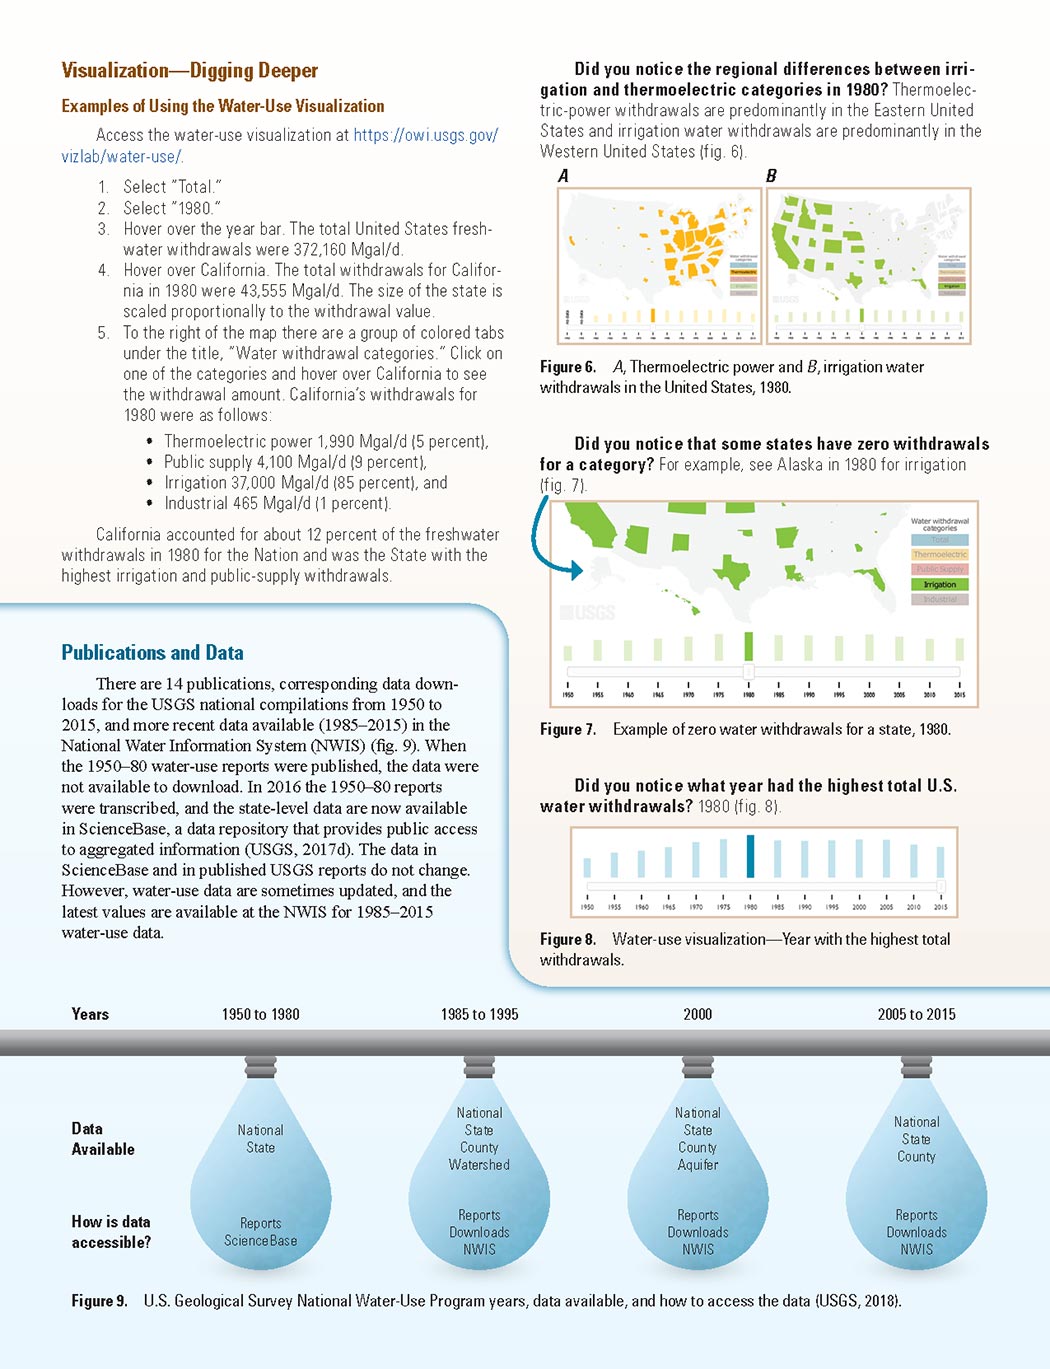 Visualization—Digging Deeper
Examples of Using the Water-Use Visualization
Access the water-use visualization at https://owi.usgs.gov/
vizlab/water-use/.
1. Select "Total."
2. Select "1980."
3. Hover over the year bar. The total United States fresh-
water withdrawals were 372,160 Mgal/d.
4. Hover over California. The total withdrawals for Califor-
nia in 1980 were 43,555 Mgal/d. The size of the state is
scaled proportionally to the withdrawal value.
5. To the right of the map there are a group of colored tabs
under the title, "Water withdrawal categories." Click on
one of the categories and hover over California to see
the withdrawal amount. California's withdrawals for
1980 were as follows:
• Thermoelectric power 1,990 Mgal/d (5 percent),
• Public supply 4,100 Mgal/d (9 percent),
• Irrigation 37,000 Mgal/d (85 percent), and
• Industrial 465 Mgal/d (1 percent).
California accounted for about 12 percent of the freshwater
withdrawals in 1980 for the Nation and was the State with the
highest irrigation and public-supply withdrawals.
Publications and Data
There are 14 publications, corresponding data down-
loads for the USGS national compilations from 1950 to
2015, and more recent data available (1985–2015) in the
National Water Information System (NWIS) (fig. 9). When
the 1950–80 water-use reports were published, the data were
not available to download. In 2016 the 1950–80 reports
were transcribed, and the state-level data are now available
in ScienceBase, a data repository that provides public access
to aggregated information (USGS, 2017d). The data in
ScienceBase and in published USGS reports do not change.
However, water-use data are sometimes updated, and the
latest values are available at the NWIS for 1985–2015
water-use data.
Did you notice the regional differences between irri-
gation and thermoelectric categories in 1980? Thermoelec-
tric-power withdrawals are predominantly in the Eastern United
States and irrigation water withdrawals are predominantly in the
Western United States (fig. 6).
A B
Water withdrawal
categories
Thermoelectric
USGS
Water withdrawal
categories
Irrigation
USGS
Figure 6. A, Thermoelectric power and B, irrigation water
withdrawals in the United States, 1980.
Did you notice that some states have zero withdrawals
for a category? For example, see Alaska in 1980 for irrigation
(fig. 7).
Water withdrawal
categories
Total
Thermoelectric
Public Supply
Irrigation
Industrial
USGS
1950 1955 1960 1965 1970 1975 1980 1985 1990 1995 2000 2005 2010 2015
Figure 7. Example of zero water withdrawals for a state, 1980.
Did you notice what year had the highest total U.S.
water withdrawals? 1980 (fig. 8).
1950 1955 1960 1965 1970 1975 1980 1985 1990 1995 2000 2005 2010 2015
Figure 8. Water-use visualization—Year with the highest total
withdrawals.
Years 1950 to 1980 1985 to 1995 2000 2005 to 2015
Data
Available
National
State
National
State
County
Watershed
National
State
County
Aquifer
National
State
County
How is data
accessible?
Reports
ScienceBase
Reports
Downloads
NWIS
Reports
Downloads
NWIS
Reports
Downloads
NWIS
Figure 9. U.S. Geological Survey National Water-Use Program years, data available, and how to access the data (USGS, 2018).